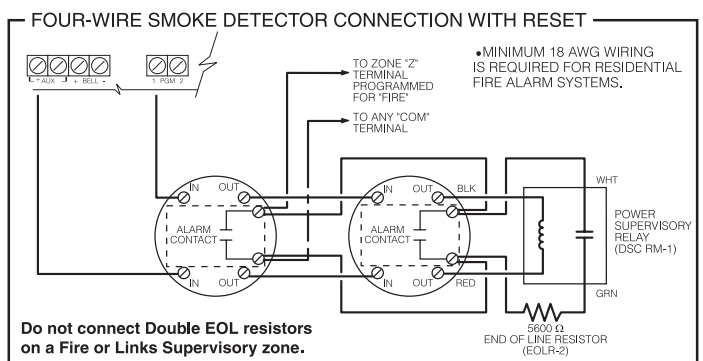 FOUR-WIRE SMOKE DETECTOR CONNECTION WITH RESET
+ AUX - + BELL -
1 PGM 2
TO ZONE "Z"
TERMINAL
PROGRAMMED
FOR "FIRE"
TO ANY "COM"
TERMINAL
•MINIMUM 18 AWG WIRING
IS REQUIRED FOR RESIDENTIAL
FIRE ALARM SYSTEMS.
IN OUT
ALARM
CONTACT
IN OUT
IN OUT BLK
ALARM
CONTACT
IN OUT RED
WHT
POWER
SUPERVISORY
RELAY
(DSC RM-1)
GRN
5600 Ω
END OF LINE RESISTOR
(EOLR-2)
Do not connect Double EOL resistors
on a Fire or Links Supervisory zone.